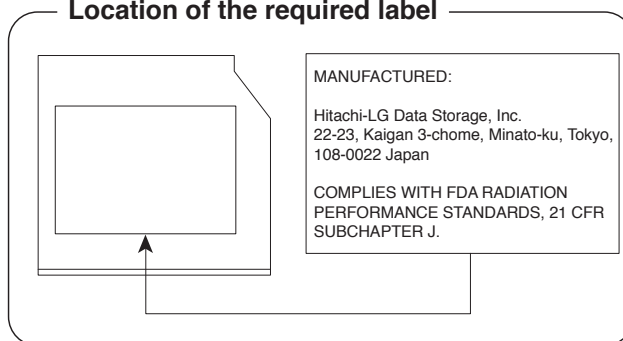 Location of the required label
MANUFACTURED:
Hitachi-LG Data Storage, Inc.
22-23, Kaigan 3-chome, Minato-ku, Tokyo,
108-0022 Japan
COMPLIES WITH FDA RADIATION
PERFORMANCE STANDARDS, 21 CFR
SUBCHAPTER J.